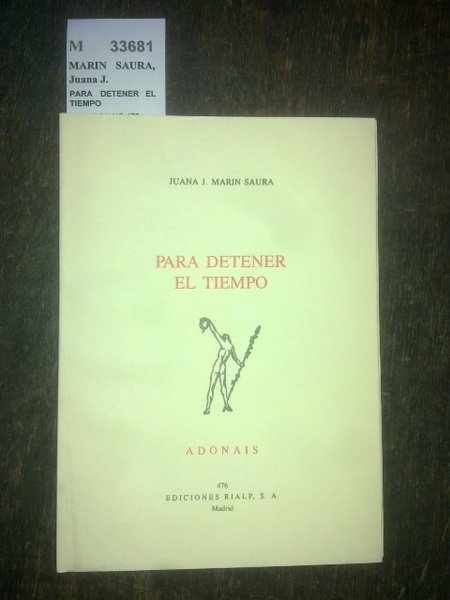 M 33681
MARIN SAURA,
Juana J.
PARA DETENER EL
TIEMPO
JUANA J. MARIN SAURA
PARA DETENER
EL TIEMPO
ADONAIS
476
EDICIONES RIALP, S. A.
Madrid